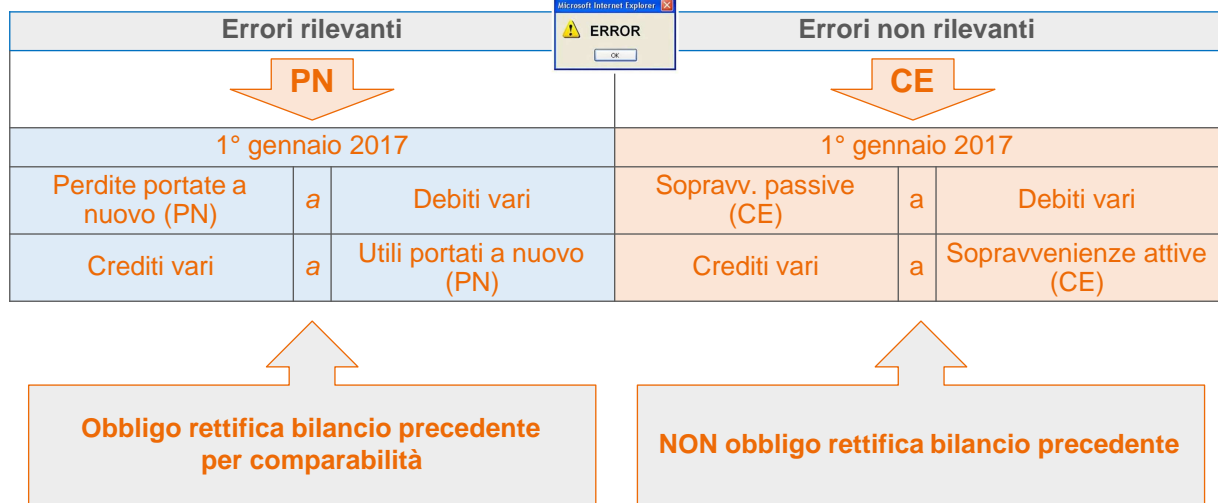 Errori rilevanti
Microsoft Internet Explorer
ERROR
OK
Errori non rilevanti
PN
CE
1° gennaio 2017
1° gennaio 2017
Perdite portate a
nuovo (PN)
a
Debiti vari
Sopravv. passive
(CE)
a
Debiti vari
Crediti vari
a
Utili portati a nuovo
(PN)
Crediti vari
a
Sopravvenienze attive
(CE)
Obbligo rettifica bilancio precedente
per comparabilità
NON obbligo rettifica bilancio precedente